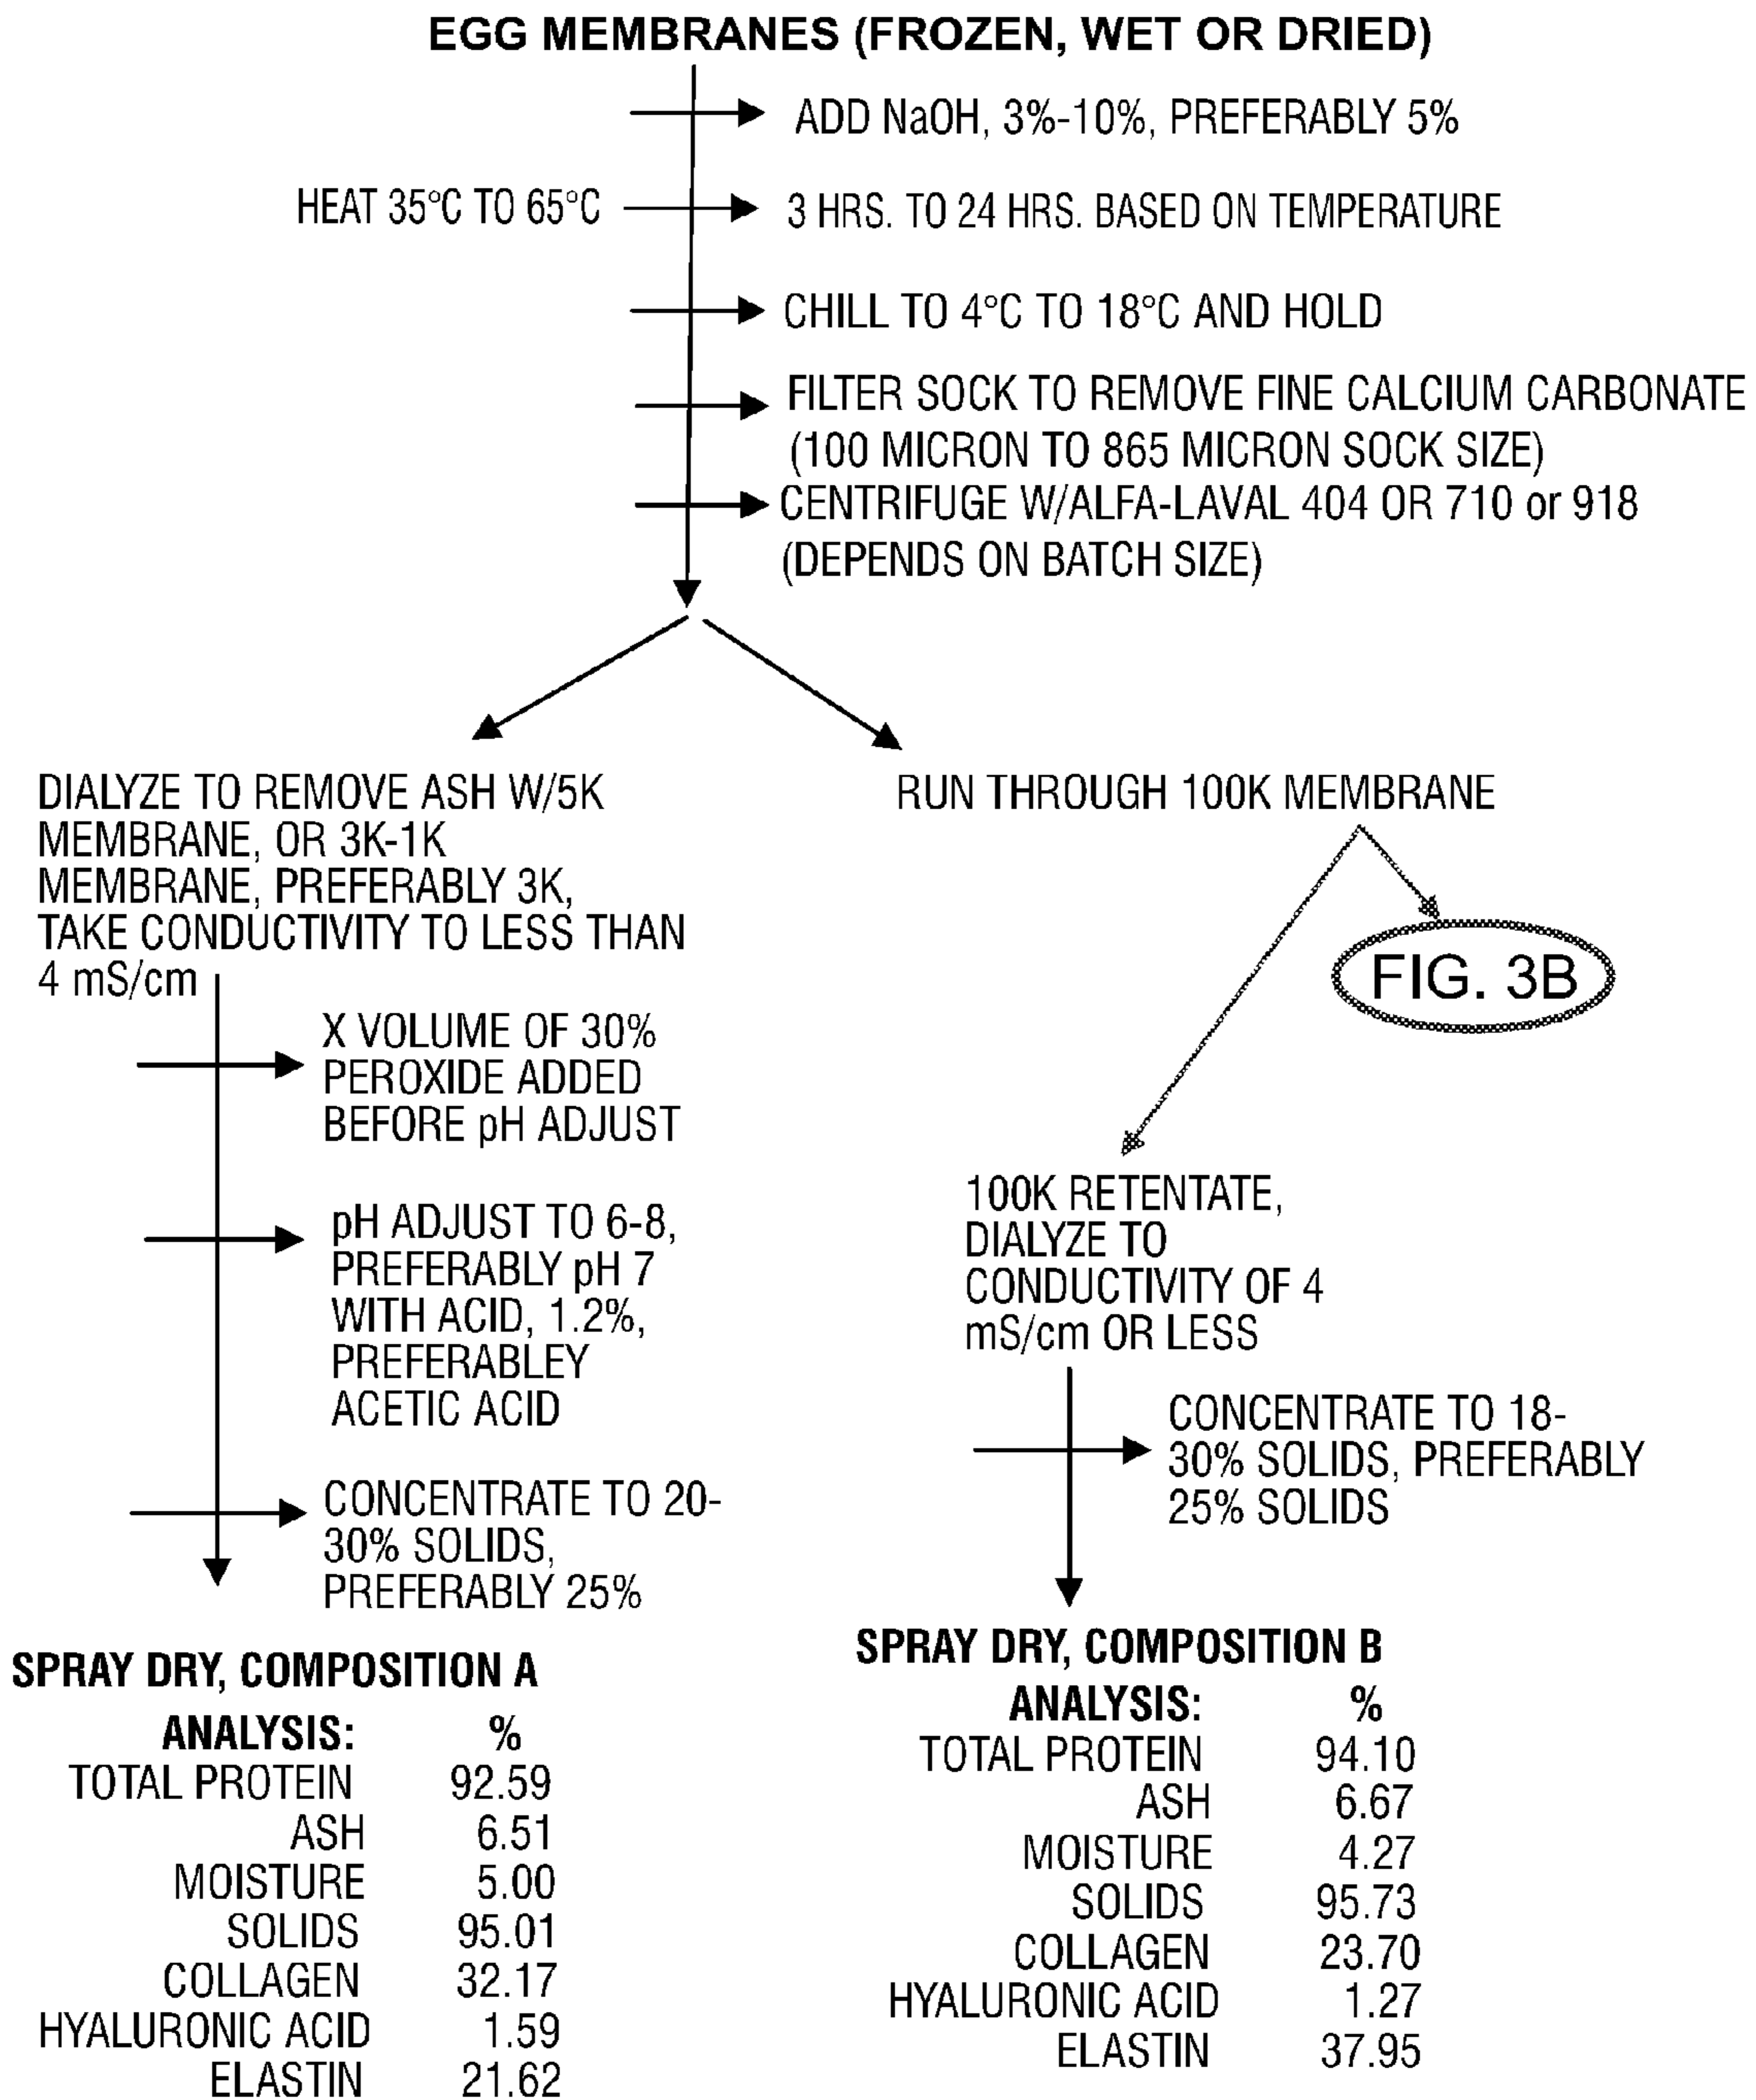 EGG MEMBRANES (FROZEN, WET OR DRIED)
ADD NaOH, 3%-10%, PREFERABLY 5%
HEAT 35°C TO 65°C
3 HRS. TO 24 HRS. BASED ON TEMPERATURE
CHILL TO 4°C TO 18°C AND HOLD
FILTER SOCK TO REMOVE FINE CALCIUM CARBONATE
(100 MICRON TO 865 MICRON SOCK SIZE)
CENTRIFUGE W/ALFA-LAVAL 404 OR 710 or 918
(DEPENDS ON BATCH SIZE)
DIALYZE TO REMOVE ASH W/5K
MEMBRANE, OR 3K-1K
MEMBRANE, PREFERABLY 3K,
TAKE CONDUCTIVITY TO LESS THAN
4 mS/cm
X VOLUME OF 30%
PEROXIDE ADDED
BEFORE pH ADJUST
pH ADJUST TO 6-8,
PREFERABLY pH 7
WITH ACID, 1.2%,
PREFERABLEY
ACETIC ACID
CONCENTRATE TO 20-
30% SOLIDS,
PREFERABLY 25%
SPRAY DRY, COMPOSITION A
ANALYSIS: %
TOTAL PROTEIN 92.59
ASH 6.51
MOISTURE 5.00
SOLIDS 95.01
COLLAGEN 32.17
HYALURONIC ACID 1.59
ELASTIN 21.62
RUN THROUGH 100K MEMBRANE
FIG. 3B
100K RETENTATE,
DIALYZE TO
CONDUCTIVITY OF 4
mS/cm OR LESS
CONCENTRATE TO 18-
30% SOLIDS, PREFERABLY
25% SOLIDS
SPRAY DRY, COMPOSITION B
ANALYSIS: %
TOTAL PROTEIN 94.10
ASH 6.67
MOISTURE 4.27
SOLIDS 95.73
COLLAGEN 23.70
HYALURONIC ACID 1.27
ELASTIN 37.95